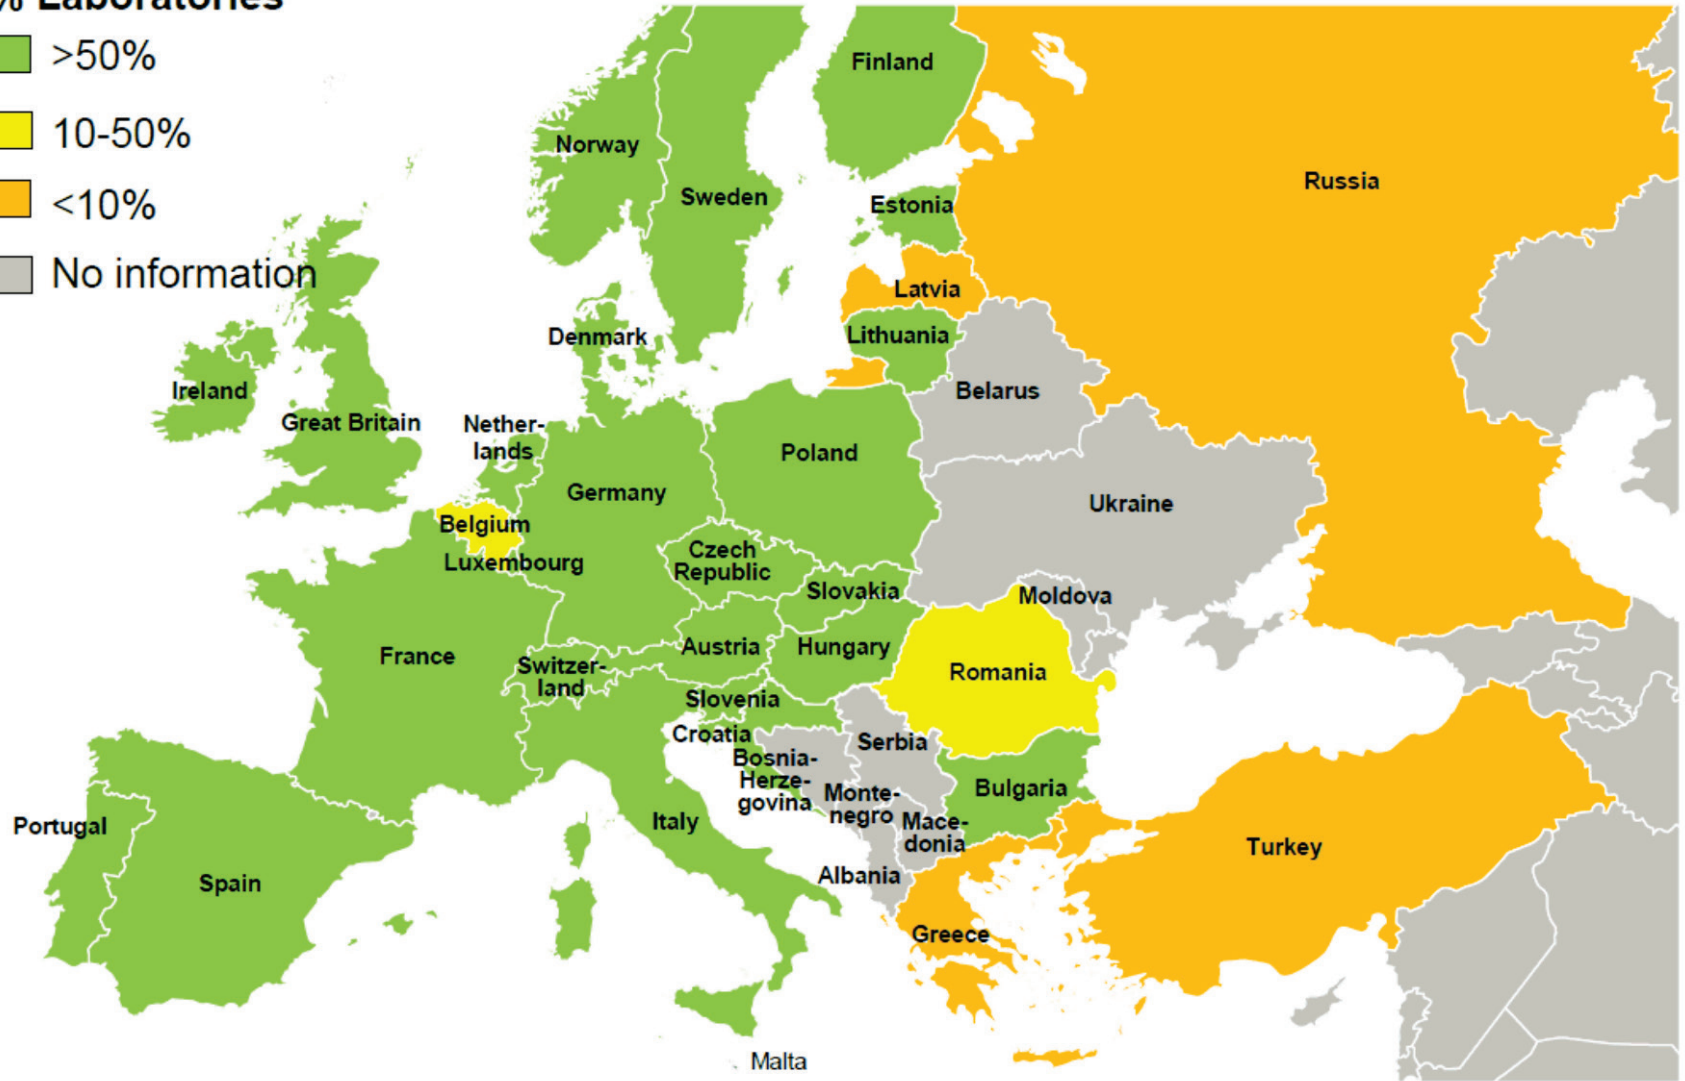 % Laboratories
>50%
10-50%
<10%
No information
Finland
Norway
Sweden
Russia
Estonia
Latvia
Lithuania
Denmark
Ireland
Great Britain
Nether-
lands
Belarus
Poland
Germany
Ukraine
Belgium
Luxembourg
Czech
Republic
Slovakia
Moldova
France
Switzer-
land
Austria
Hungary
Romania
Slovenia
Croatia
Serbia
Bosnia-
Herze-
govina
Monte-
negro
Mace-
donia
Bulgaria
Portugal
Spain
Italy
Albania
Turkey
Greece
Malta